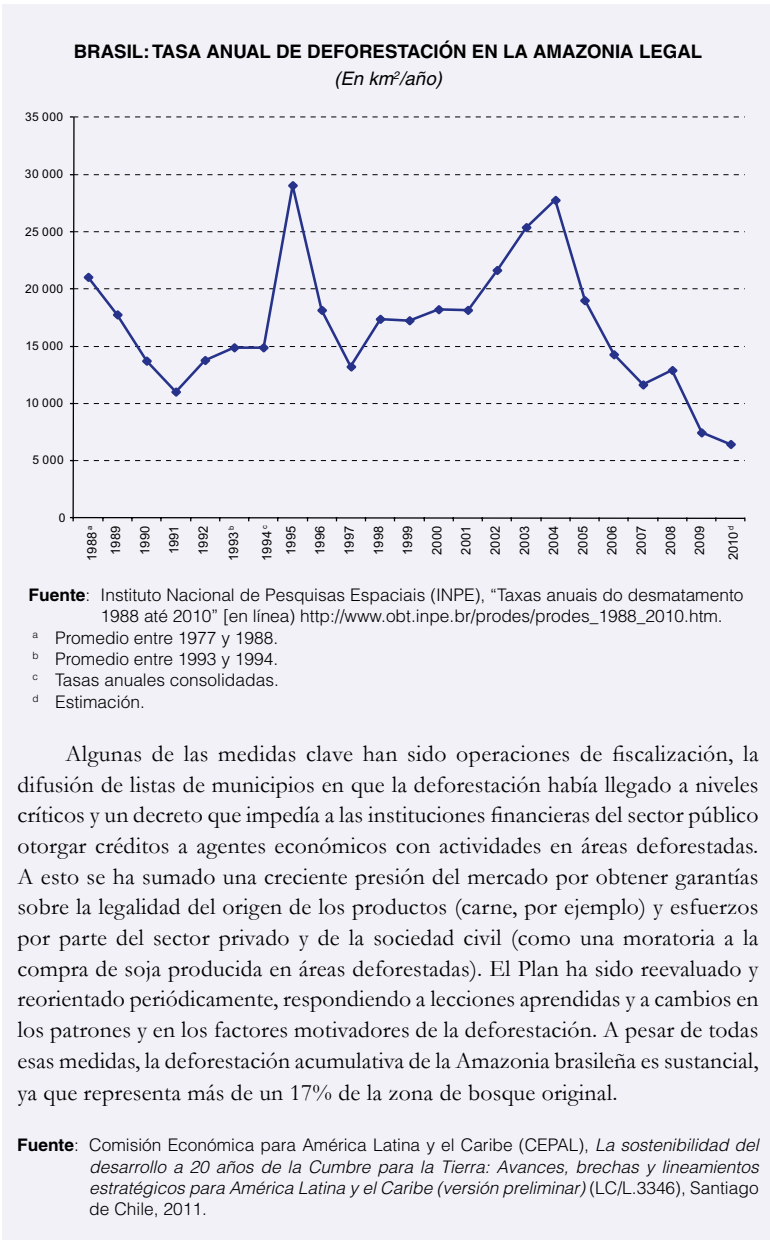 BRASIL: TASA ANUAL DE DEFORESTACIÓN EN LA AMAZONIA LEGAL
(En km²/año)
35 000
30 000
25 000
20 000
15 000
10 000
5 000
0
1988 a
1989
1990
1991
1992
1993 b
1994 c
1995
1996
1997
1998
1999
2000
2001
2002
2003
2004
2005
2006
2007
2008
2009
2010 d
Fuente: Instituto Nacional de Pesquisas Espaciais (INPE), “Taxas anuais do desmatamento
1988 até 2010” [en línea) http://www.obt.inpe.br/prodes/prodes_1988_2010.htm.
a Promedio entre 1977 y 1988.
b Promedio entre 1993 y 1994.
c Tasas anuales consolidadas.
d Estimación.
Algunas de las medidas clave han sido operaciones de fiscalización, la
difusión de listas de municipios en que la deforestación había llegado a niveles
críticos y un decreto que impedía a las instituciones financieras del sector público
otorgar créditos a agentes económicos con actividades en áreas deforestadas.
A esto se ha sumado una creciente presión del mercado por obtener garantías
sobre la legalidad del origen de los productos (carne, por ejemplo) y esfuerzos
por parte del sector privado y de la sociedad civil (como una moratoria a la
compra de soja producida en áreas deforestadas). El Plan ha sido reevaluado y
reorientado periódicamente, respondiendo a lecciones aprendidas y a cambios en
los patrones y en los factores motivadores de la deforestación. A pesar de todas
esas medidas, la deforestación acumulativa de la Amazonia brasileña es sustancial,
ya que representa más de un 17% de la zona de bosque original.
Fuente: Comisión Económica para América Latina y el Caribe (CEPAL), La sostenibilidad del
desarrollo a 20 años de la Cumbre para la Tierra: Avances, brechas y lineamientos
estratégicos para América Latina y el Caribe (versión preliminar) (LC/L.3346), Santiago
de Chile, 2011.